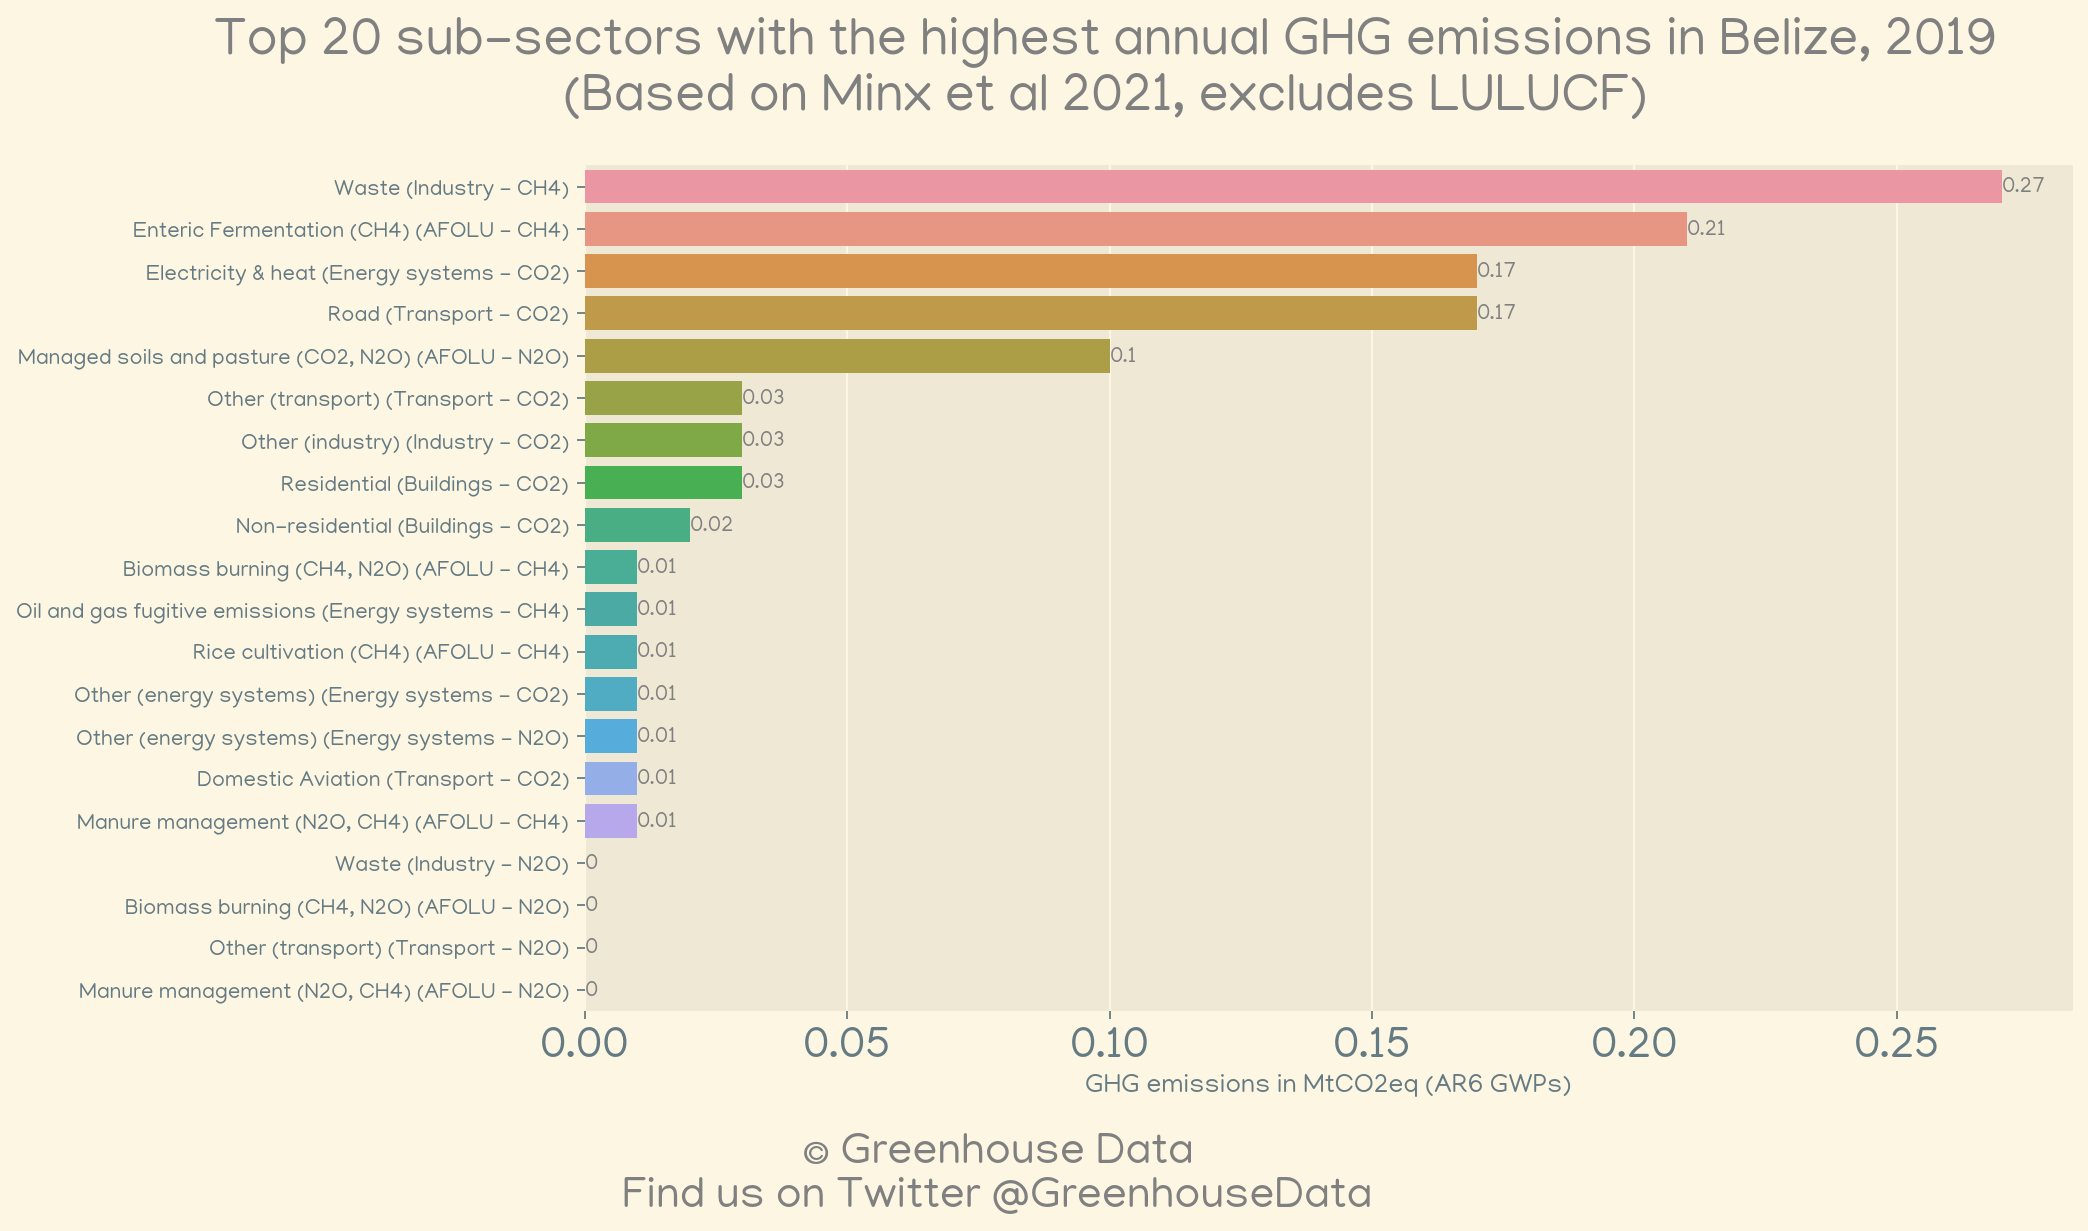 Top 20 sub-sectors with the highest annual GHG emissions in Belize, 2019
(Based on Minx et al 2021, excludes LULUCF)
Waste (Industry - CH4) 0.27
Enteric Fermentation (CH4) (AFOLU - CH4) 0.21
Electricity & heat (Energy systems - CO2) 0.17
Road (Transport - CO2) 0.17
Managed soils and pasture (CO2, N2O) (AFOLU - N2O) 0.1
Other (transport) (Transport - CO2) 0.03
Other (industry) (Industry - CO2) 0.03
Residential (Buildings - CO2) 0.03
Non-residential (Buildings - CO2) 0.02
Biomass burning (CH4, N2O) (AFOLU - CH4) 0.01
Oil and gas fugitive emissions (Energy systems - CH4) 0.01
Rice cultivation (CH4) (AFOLU - CH4) 0.01
Other (energy systems) (Energy systems - CO2) 0.01
Other (energy systems) (Energy systems - N2O) 0.01
Domestic Aviation (Transport - CO2) 0.01
Manure management (N2O, CH4) (AFOLU - CH4) 0.01
Waste (Industry - N2O) 0
Biomass burning (CH4, N2O) (AFOLU - N2O) 0
Other (transport) (Transport - N2O) 0
Manure management (N2O, CH4) (AFOLU - N2O) 0
0.00 0.05 0.10 0.15 0.20 0.25
GHG emissions in MtCO2eq (AR6 GWPs)
© Greenhouse Data
Find us on Twitter @GreenhouseData